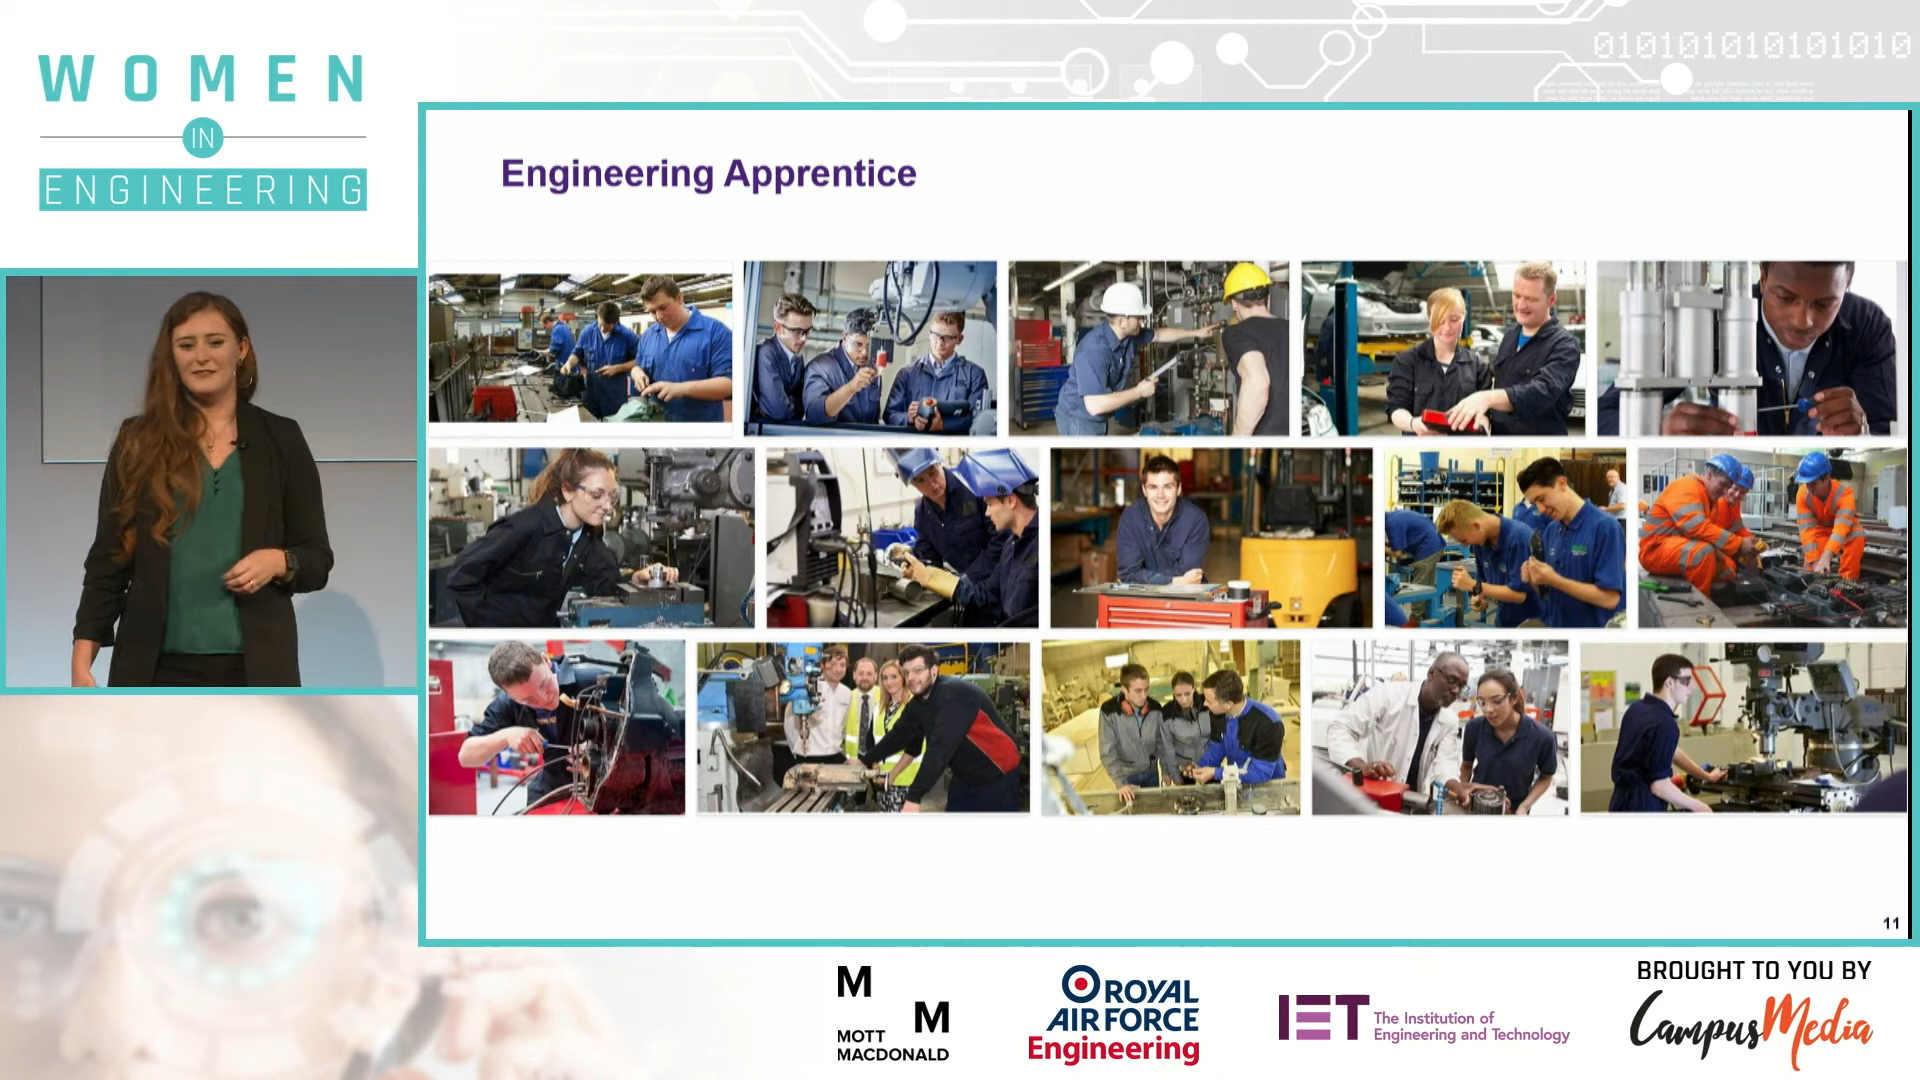 WOMEN
IN
ENGINEERING
010101010101010
Engineering Apprentice
11
M
M
MOTT
MACDONALD
ROYAL
AIR FORCE
Engineering
IET
The Institution of
Engineering and Technology
BROUGHT TO YOU BY
CampusMedia